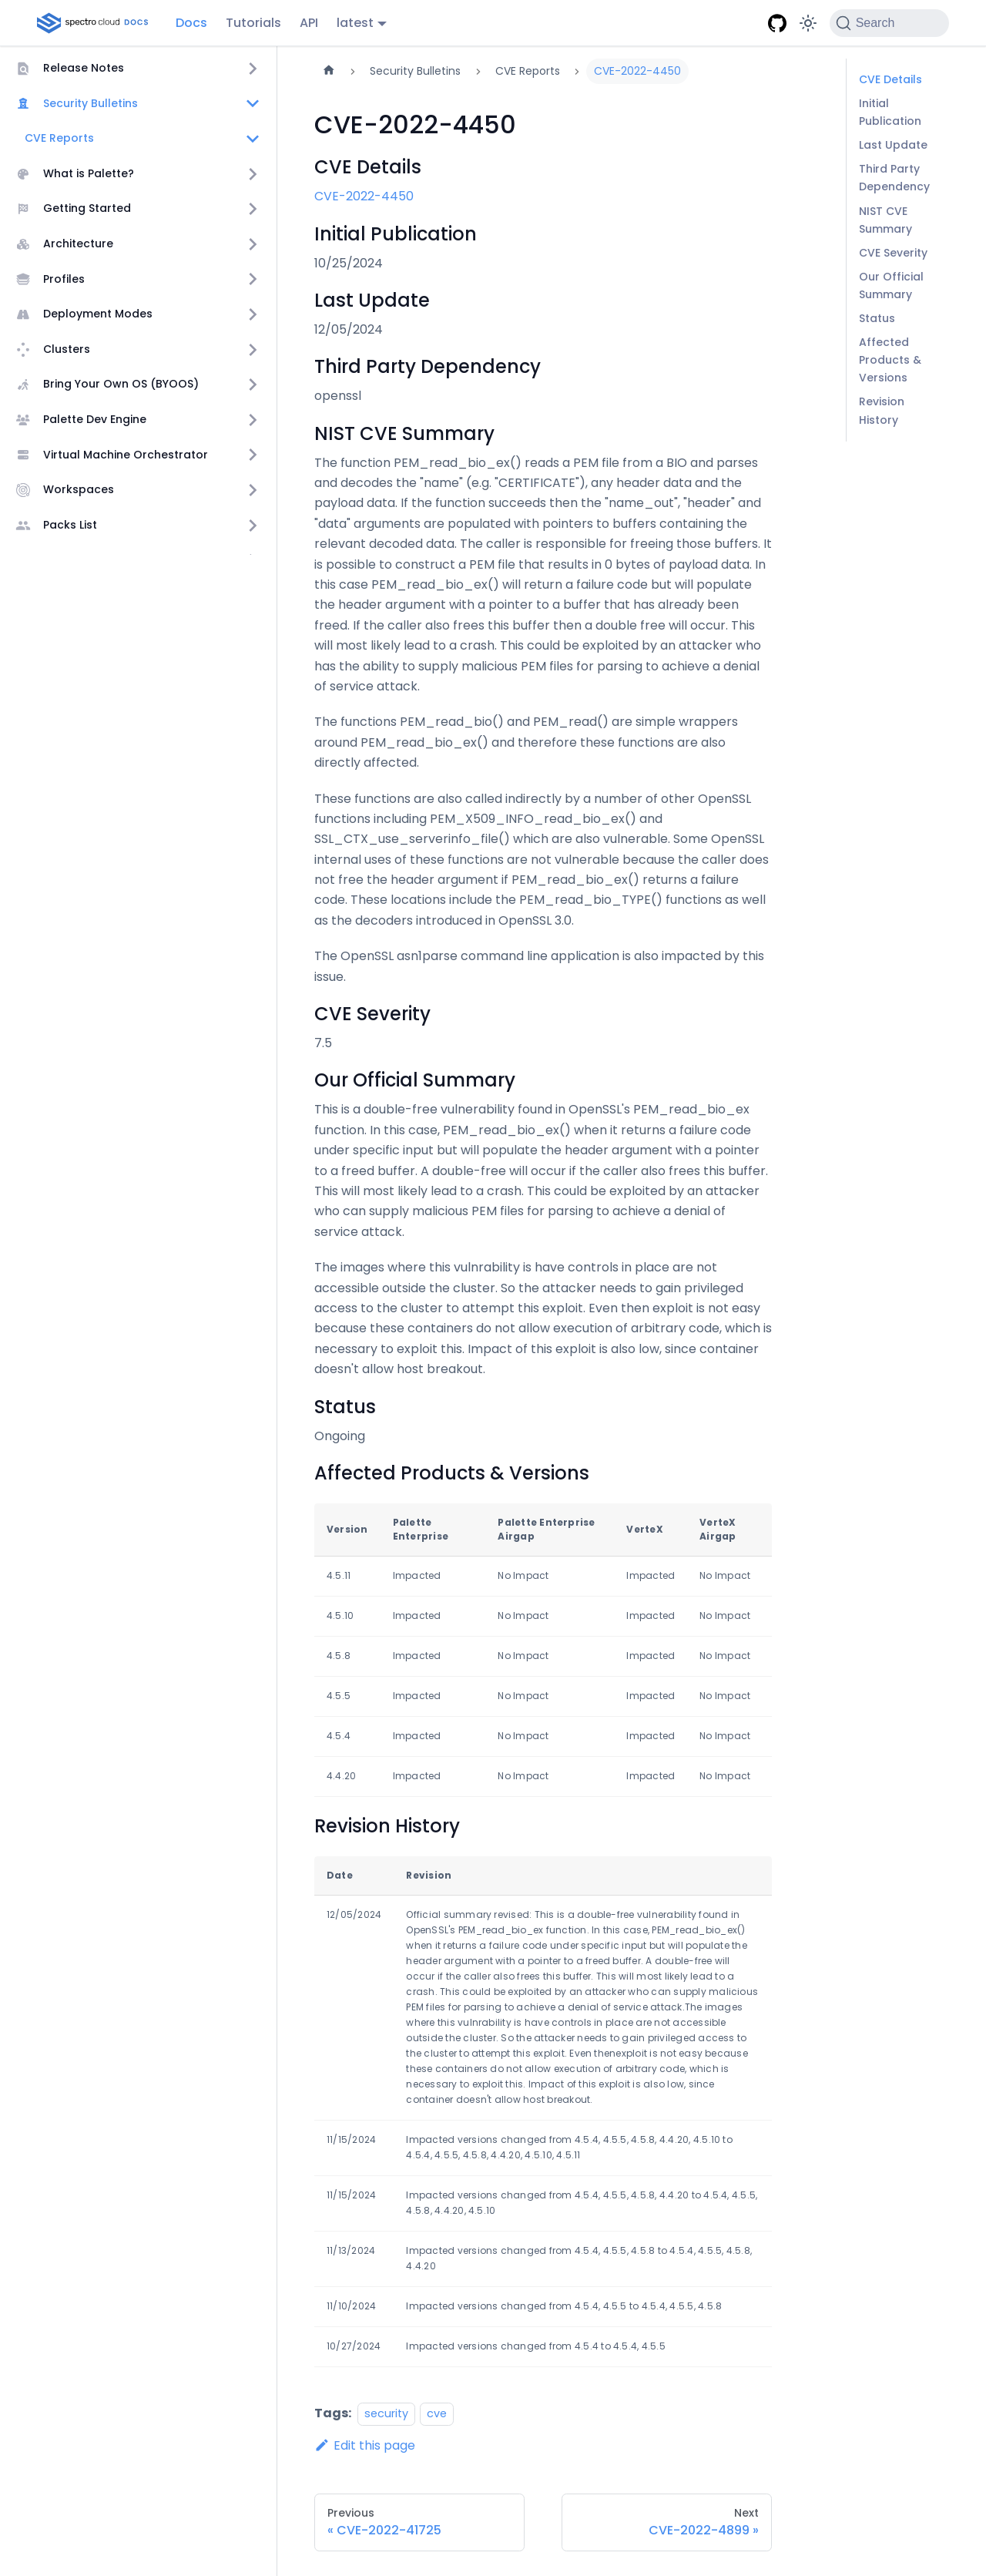 spectro cloud DOCS
Docs
Tutorials
API
latest
Search
Release Notes
Security Bulletins
CVE Reports
What is Palette?
Getting Started
Architecture
Profiles
Deployment Modes
Clusters
Bring Your Own OS (BYOOS)
Palette Dev Engine
Virtual Machine Orchestrator
Workspaces
Packs List
Security Bulletins
CVE Reports
CVE-2022-4450
CVE-2022-4450
CVE Details
CVE-2022-4450
Initial Publication
10/25/2024
Last Update
12/05/2024
Third Party Dependency
openssl
NIST CVE Summary
The function PEM_read_bio_ex() reads a PEM file from a BIO and parses
and decodes the "name" (e.g. "CERTIFICATE"), any header data and the
payload data. If the function succeeds then the "name_out", "header" and
"data" arguments are populated with pointers to buffers containing the
relevant decoded data. The caller is responsible for freeing those buffers. It
is possible to construct a PEM file that results in 0 bytes of payload data. In
this case PEM_read_bio_ex() will return a failure code but will populate
the header argument with a pointer to a buffer that has already been
freed. If the caller also frees this buffer then a double free will occur. This
will most likely lead to a crash. This could be exploited by an attacker who
has the ability to supply malicious PEM files for parsing to achieve a denial
of service attack.
The functions PEM_read_bio() and PEM_read() are simple wrappers
around PEM_read_bio_ex() and therefore these functions are also
directly affected.
These functions are also called indirectly by a number of other OpenSSL
functions including PEM_X509_INFO_read_bio_ex() and
SSL_CTX_use_serverinfo_file() which are also vulnerable. Some OpenSSL
internal uses of these functions are not vulnerable because the caller does
not free the header argument if PEM_read_bio_ex() returns a failure
code. These locations include the PEM_read_bio_TYPE() functions as well
as the decoders introduced in OpenSSL 3.0.
The OpenSSL asn1parse command line application is also impacted by this
issue.
CVE Severity
7.5
Our Official Summary
This is a double-free vulnerability found in OpenSSL's PEM_read_bio_ex
function. In this case, PEM_read_bio_ex() when it returns a failure code
under specific input but will populate the header argument with a pointer
to a freed buffer. A double-free will occur if the caller also frees this buffer.
This will most likely lead to a crash. This could be exploited by an attacker
who can supply malicious PEM files for parsing to achieve a denial of
service attack.
The images where this vulnrability is have controls in place are not
accessible outside the cluster. So the attacker needs to gain privileged
access to the cluster to attempt this exploit. Even then exploit is not easy
because these containers do not allow execution of arbitrary code, which is
necessary to exploit this. Impact of this exploit is also low, since container
doesn't allow host breakout.
Status
Ongoing
Affected Products & Versions
Version Palette Enterprise Palette Enterprise Airgap VerteX VerteX Airgap
4.5.11 Impacted No Impact Impacted No Impact
4.5.10 Impacted No Impact Impacted No Impact
4.5.8 Impacted No Impact Impacted No Impact
4.5.5 Impacted No Impact Impacted No Impact
4.5.4 Impacted No Impact Impacted No Impact
4.4.20 Impacted No Impact Impacted No Impact
Revision History
Date Revision
12/05/2024 Official summary revised: This is a double-free vulnerability found in
OpenSSL's PEM_read_bio_ex function. In this case, PEM_read_bio_ex()
when it returns a failure code under specific input but will populate the
header argument with a pointer to a freed buffer. A double-free will
occur if the caller also frees this buffer. This will most likely lead to a
crash. This could be exploited by an attacker who can supply malicious
PEM files for parsing to achieve a denial of service attack.The images
where this vulnrability is have controls in place are not accessible
outside the cluster. So the attacker needs to gain privileged access to
the cluster to attempt this exploit. Even thenexploit is not easy because
these containers do not allow execution of arbitrary code, which is
necessary to exploit this. Impact of this exploit is also low, since
container doesn't allow host breakout.
11/15/2024 Impacted versions changed from 4.5.4, 4.5.5, 4.5.8, 4.4.20, 4.5.10 to
4.5.4, 4.5.5, 4.5.8, 4.4.20, 4.5.10, 4.5.11
11/15/2024 Impacted versions changed from 4.5.4, 4.5.5, 4.5.8, 4.4.20 to 4.5.4, 4.5.5,
4.5.8, 4.4.20, 4.5.10
11/13/2024 Impacted versions changed from 4.5.4, 4.5.5, 4.5.8 to 4.5.4, 4.5.5, 4.5.8,
4.4.20
11/10/2024 Impacted versions changed from 4.5.4, 4.5.5 to 4.5.4, 4.5.5, 4.5.8
10/27/2024 Impacted versions changed from 4.5.4 to 4.5.4, 4.5.5
Tags: security cve
Edit this page
Previous
« CVE-2022-41725
Next
CVE-2022-4899 »
CVE Details
Initial
Publication
Last Update
Third Party
Dependency
NIST CVE
Summary
CVE Severity
Our Official
Summary
Status
Affected
Products &
Versions
Revision
History